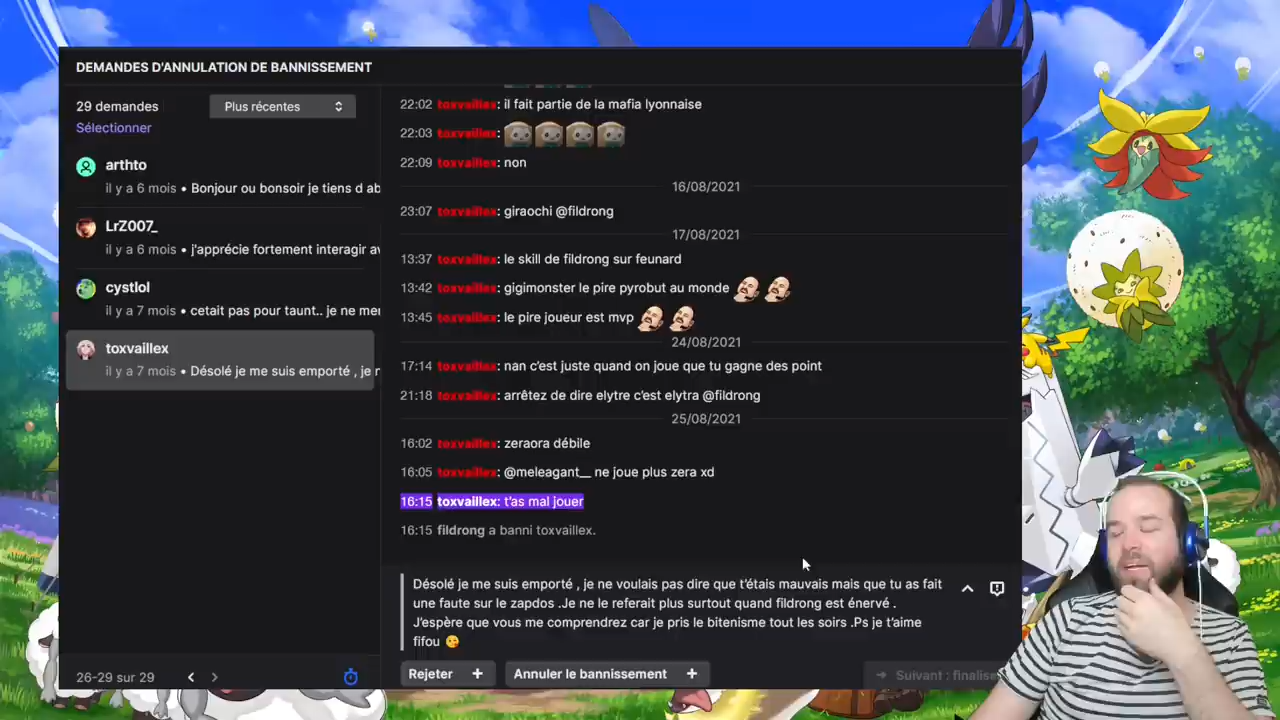 DEMANDES D'ANNULATION DE BANNISSEMENT
29 demandes
Plus récentes
Sélectionner
arthto
il y a 6 mois • Bonjour ou bonsoir je tiens d ab
LrZ007_
il y a 6 mois • j'apprécie fortement interagir av
cystlol
il y a 7 mois • cetait pas pour taunt.. je ne me
toxvaillex
il y a 7 mois • Désolé je me suis emporté , je n
26-29 sur 29
22:02 toxvaillex: il fait partie de la mafia lyonnaise
22:03 toxvaillex:
22:09 toxvaillex: non
16/08/2021
23:07 toxvaillex: giraochi @fildrong
17/08/2021
13:37 toxvaillex: le skill de fildrong sur feunard
13:42 toxvaillex: gigimonster le pire pyrobut au monde
13:45 toxvaillex: le pire joueur est mvp
24/08/2021
17:14 toxvaillex: nan c'est juste quand on joue que tu gagne des point
21:18 toxvaillex: arrêtez de dire elytre c'est elytra @fildrong
25/08/2021
16:02 toxvaillex: zeraora débile
16:05 toxvaillex: @meleagant__ ne joue plus zera xd
16:15 toxvaillex: t'as mal jouer
16:15 fildrong a banni toxvaillex.
Désolé je me suis emporté , je ne voulais pas dire que t'étais mauvais mais que tu as fait
une faute sur le zapdos .Je ne le referait plus surtout quand fildrong est énervé .
J'espère que vous me comprendrez car je pris le bitenisme tout les soirs .Ps je t'aime
fifou
Rejeter +
Annuler le bannissement +
Suivant : finalise